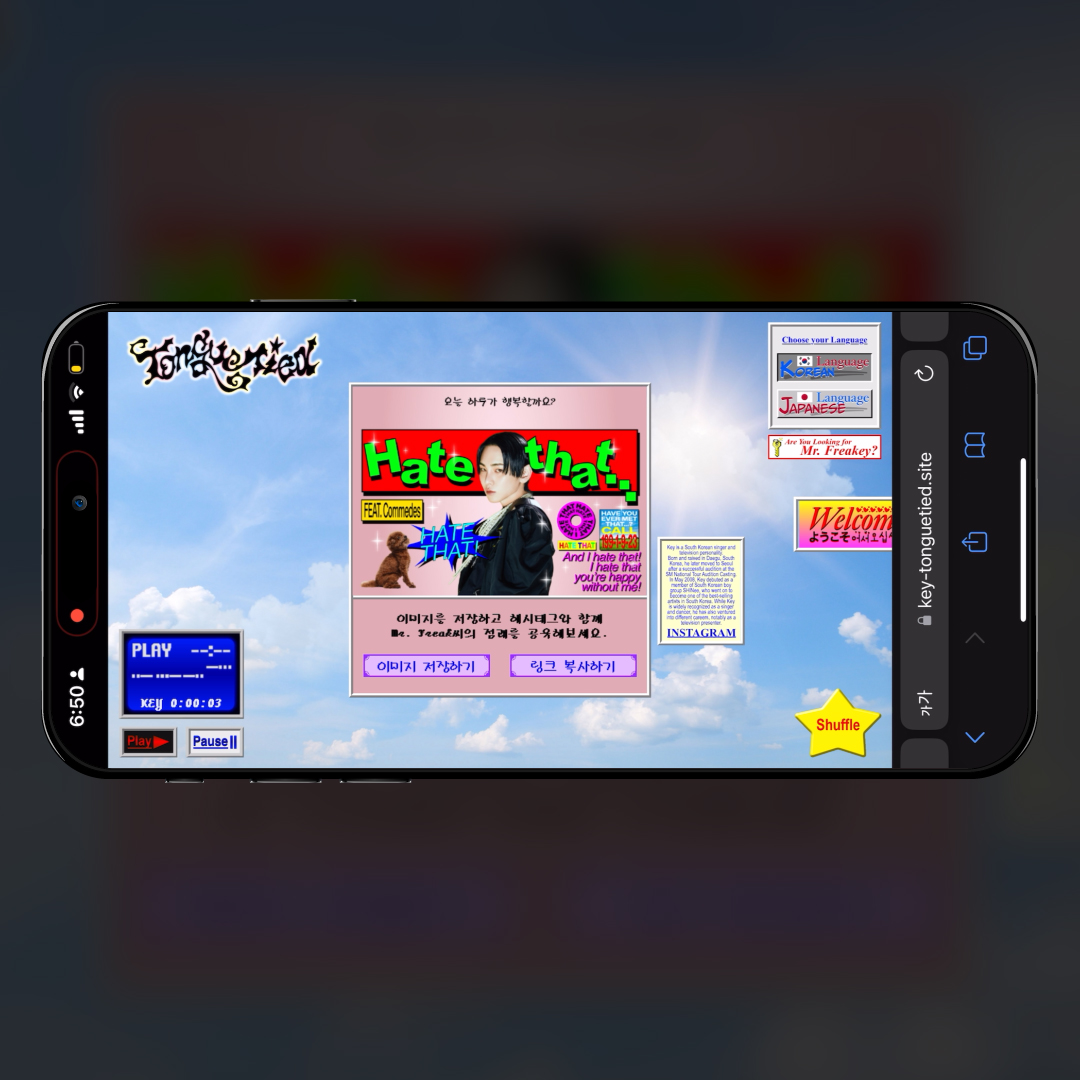 Tonguetied
오늘 하루가 행복할까요?
Hate that...
FEAT. Commedes
HATE
THAT!
THAT HATE
HATE THAT
HAVE YOU
EVER MET
THAT..?
CALL
199-1-9-23
And I hate that!
I hate that
you're happy
without me!
이미지를 저장하고 해시태그와 함께
Mr. Freak씨의 정례를 공유해보세요.
이미지 저장하기
링크 복사하기
Choose your Language
Language
KOREAN
Language
JAPANESE
Are You Looking for
Mr. Freakey?
Welcom
ようこそ 어서오십시
Key is a South Korean singer and
television personality.
Born and raised in Daegu, South
Korea, he later moved to Seoul
after a successful audition at the
SM National Tour Audition Casting.
in May 2008, Key debuted as a
member of South Korean boy
group SHINee, who went on to
become one of the best-selling
artists in South Korea. While Key
is widely recognized as a singer
and dancer, he has also ventured
into different careers, notably as a
television presenter.
INSTAGRAM
PLAY --:--
KEY 0:00:03
Play
Pause
Shuffle
6:50
key-tonguetied.site
가가